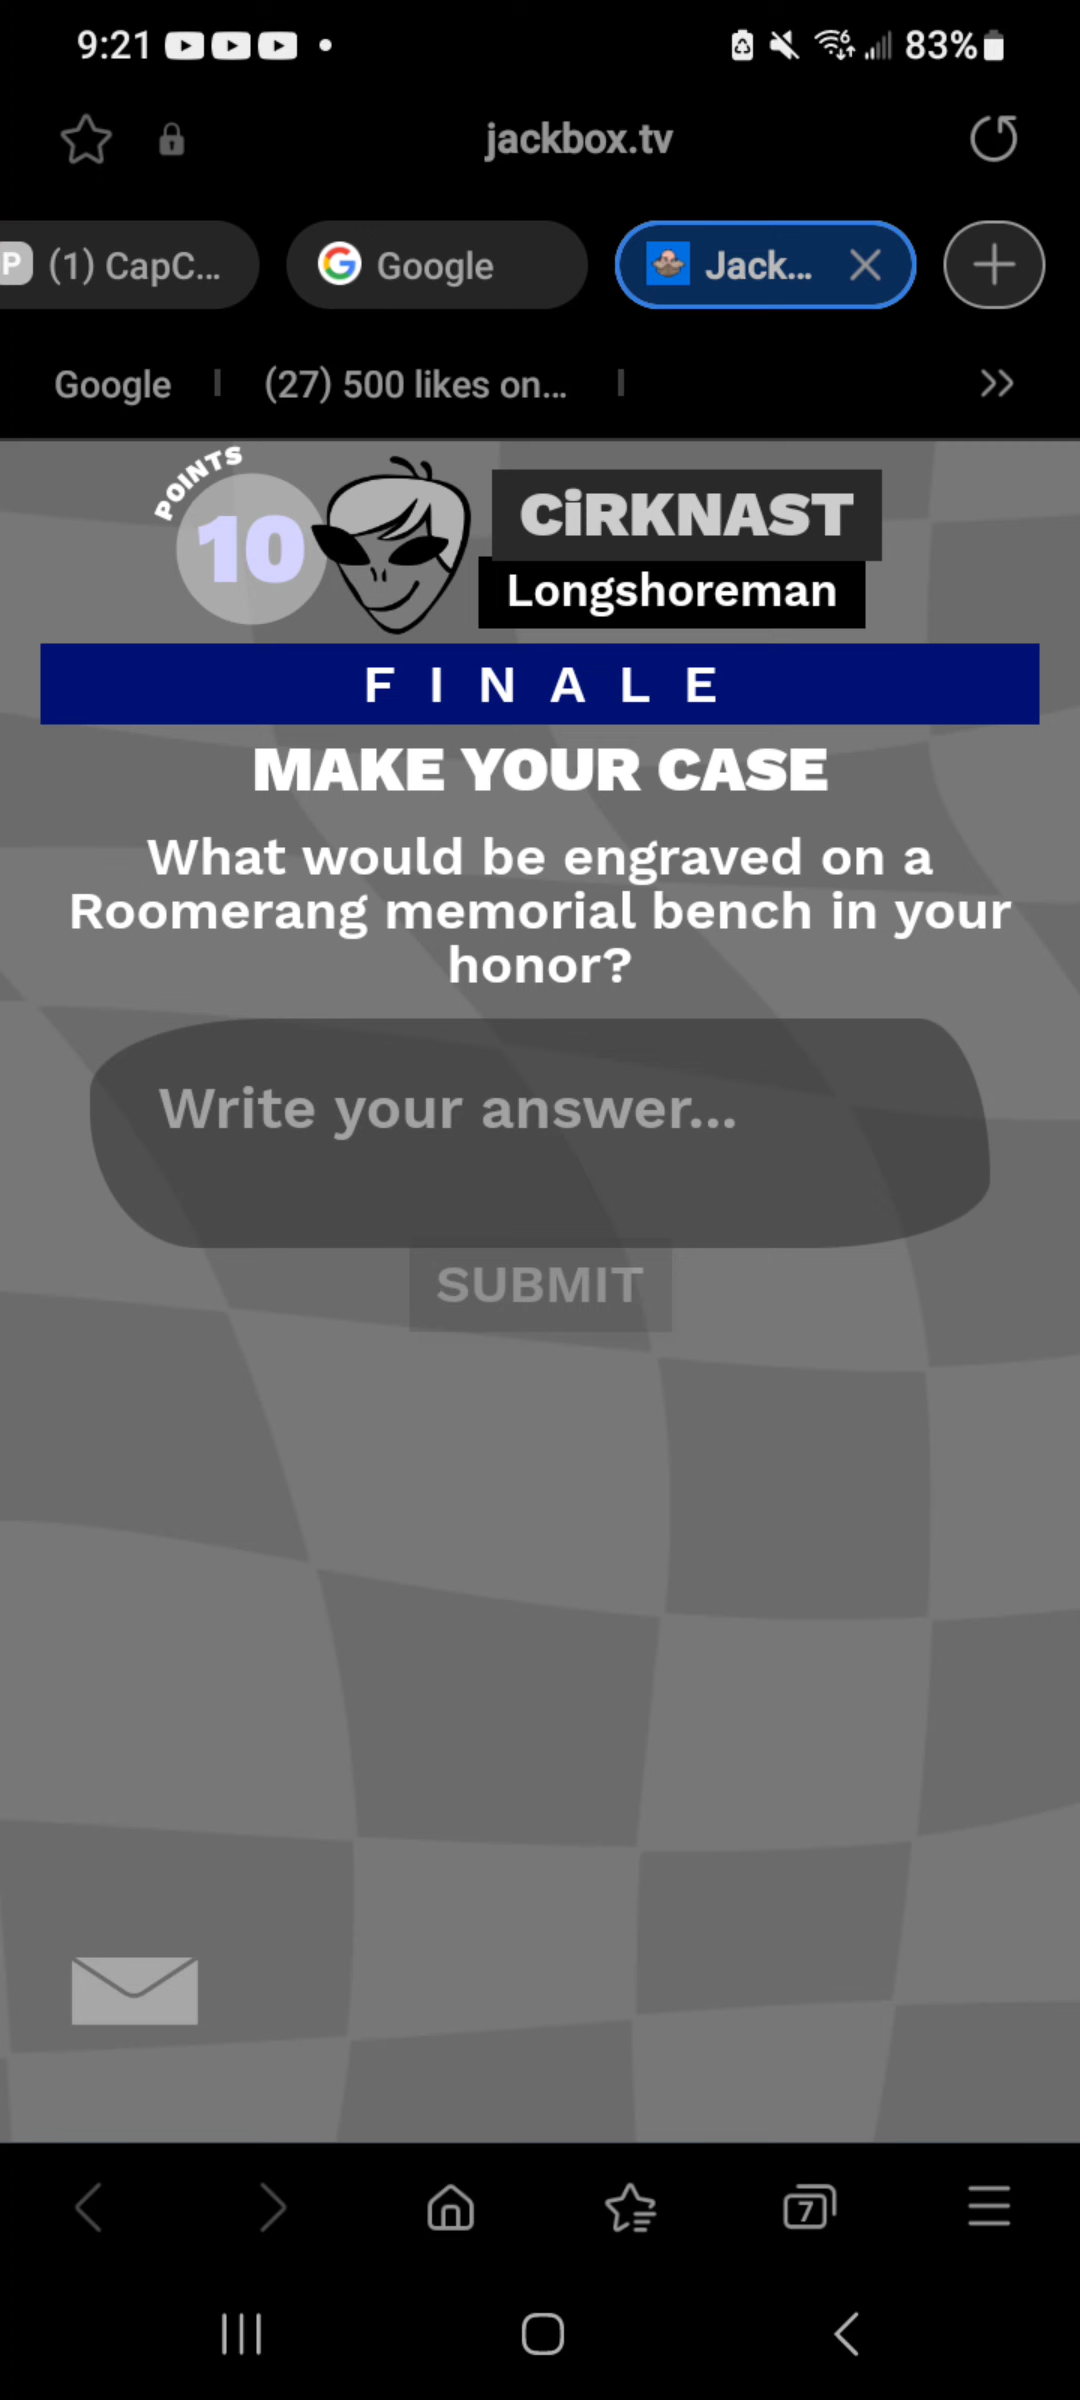 9:21
83%
jackbox.tv
P (1) CapC...
Google
Jack...
Google
(27) 500 likes on...
POINTS
10
CiRKNAST
Longshoreman
FINALE
MAKE YOUR CASE
What would be engraved on a
Roomerang memorial bench in your
honor?
Write your answer...
SUBMIT
7